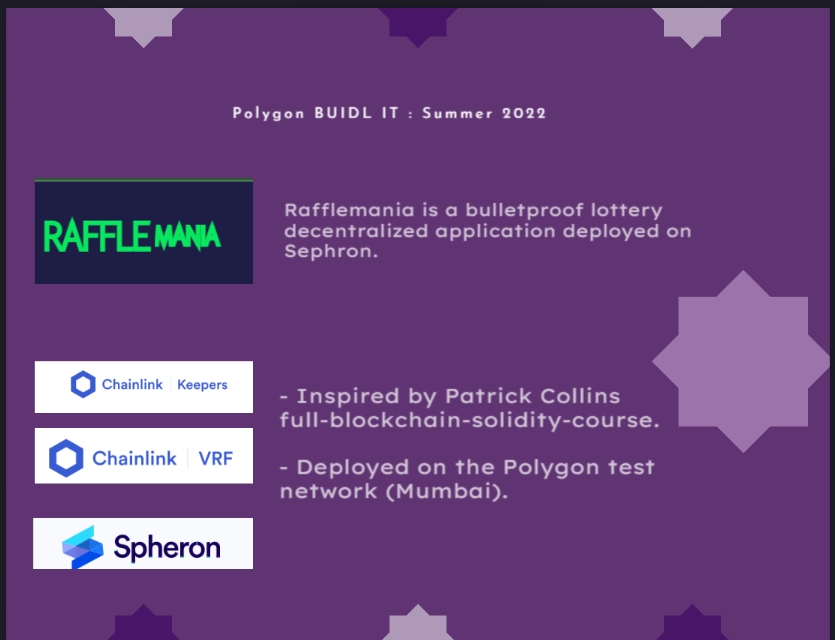 Polygon BUIDL IT : Summer 2022
RAFFLE MANIA
Rafflemania is a bulletproof lottery
decentralized application deployed on
Sephron.
Chainlink Keepers
- Inspired by Patrick Collins
full-blockchain-solidity-course.
Chainlink VRF
- Deployed on the Polygon test
network (Mumbai).
Spheron